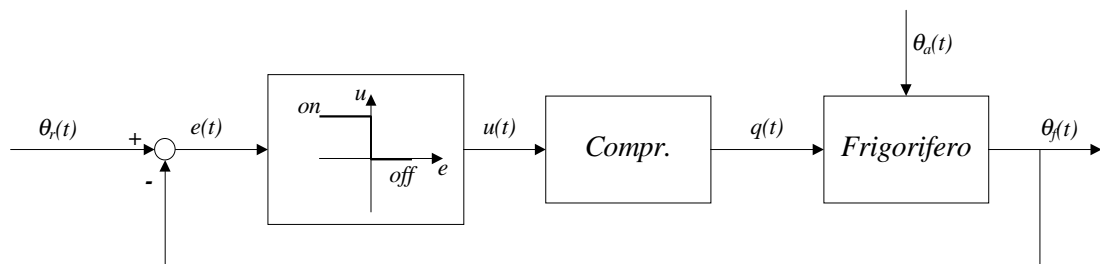 θa(t)
on
u
θr(t)
+
e(t)
u(t)
Compr.
q(t)
Frigorifero
θf(t)
-
off
e